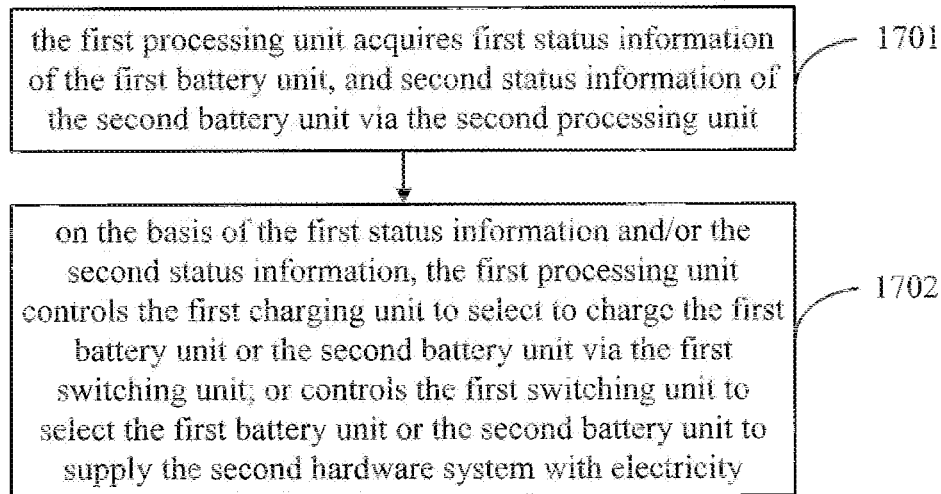 the first processing unit acquires first status information
of the first battery unit, and second status information of
the second battery unit via the second processing unit
1701
on the basis of the first status information and/or the
second status information, the first processing unit
controls the first charging unit to select to charge the first
battery unit or the second battery unit via the first
switching unit; or controls the first switching unit to
select the first battery unit or the second battery unit to
supply the second hardware system with electricity
1702